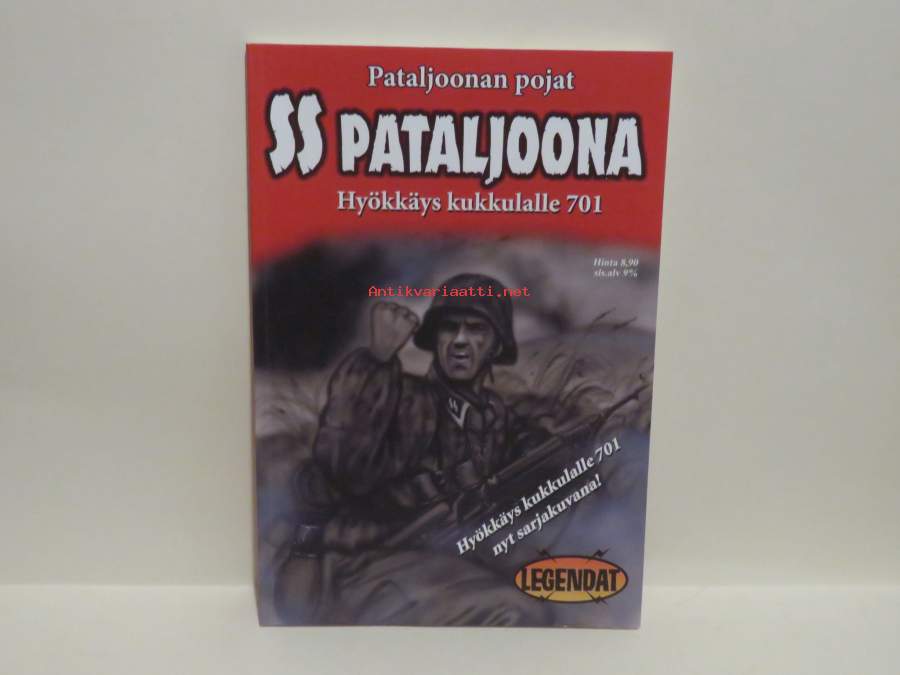 Pataljoonan pojat
SS PATALJOONA
Hyökkäys kukkulalle 701
Hinta 8,90
sis.alv 9%
Antikvariaatti.net
Hyökkäys kukkulalle 701
nyt sarjakuvana!
LEGENDAT